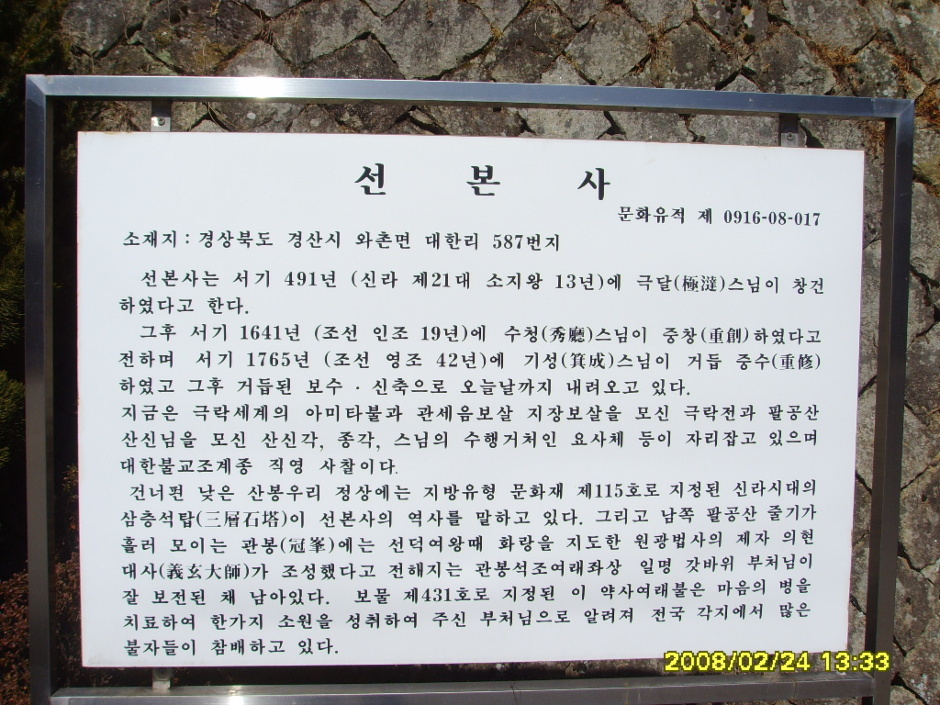 선 본 사
문화유적 제 0916-08-017
소재지 : 경상북도 경산시 와촌면 대한리 587번지
선본사는 서기 491년 (신라 제21대 소지왕 13년)에 극달(極澾)스님이 창건
하였다고 한다.
그후 서기 1641년 (조선 인조 19년)에 수청(秀廳)스님이 중창(重創)하였다고
전하며 서기 1765년 (조선 영조 42년)에 기성(箕成)스님이 거듭 중수(重修)
하였고 그후 거듭된 보수 · 신축으로 오늘날까지 내려오고 있다.
지금은 극락세계의 아미타불과 관세음보살 지장보살을 모신 극락전과 팔공산
산신님을 모신 산신각, 종각, 스님의 수행거처인 요사체 등이 자리잡고 있으며
대한불교조계종 직영 사찰이다.
건너편 낮은 산봉우리 정상에는 지방유형 문화재 제115호로 지정된 신라시대의
삼층석탑(三層石塔)이 선본사의 역사를 말하고 있다. 그리고 남쪽 팔공산 줄기가
흘러 모이는 관봉(冠峯)에는 선덕여왕때 화랑을 지도한 원광법사의 제자 의현
대사(義玄大師)가 조성했다고 전해지는 관봉석조여래좌상 일명 갓바위 부처님이
잘 보전된 채 남아있다. 보물 제431호로 지정된 이 약사여래불은 마음의 병을
치료하여 한가지 소원을 성취하여 주신 부처님으로 알려져 전국 각지에서 많은
불자들이 참배하고 있다.
2008/02/24 13:33